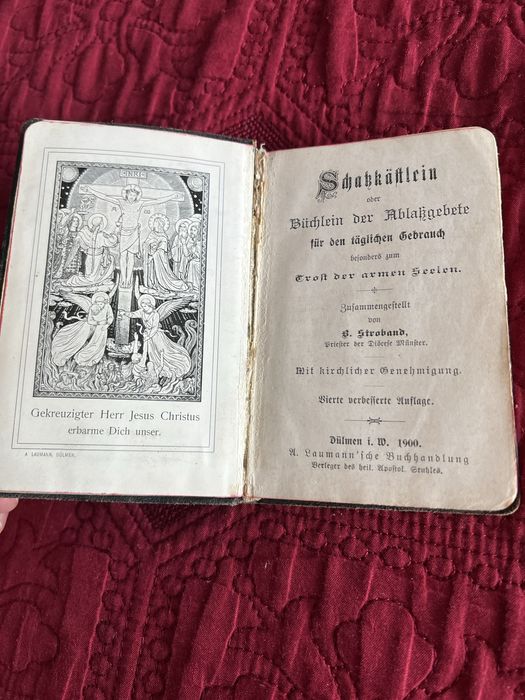 INRI
Gekreuzigter Herr Jesus Christus
erbarme Dich unser.
A. LAUMANN, DÜLMEN.
Schatzkästlein
oder
Büchlein der Ablaßgebete
für den täglichen Gebrauch
besonders zum
Trost der armen Seelen.
Zusammengestellt
von
B. Stroband,
Priester der Diöcese Münster.
Mit kirchlicher Genehmigung.
Vierte verbesserte Auflage.
Dülmen i. W. 1900.
A. Laumann'sche Buchhandlung
Verleger des heil. Apostol. Stuhles.